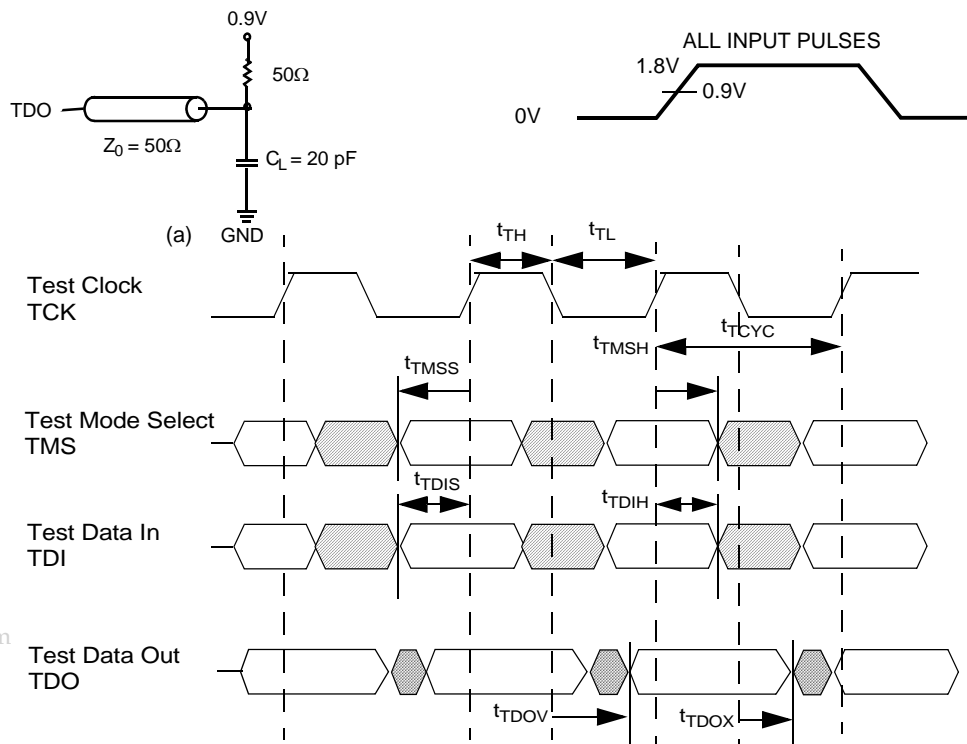 0.9V
ALL INPUT PULSES
50Ω
1.8V
0.9V
TDO
0V
Z0 = 50Ω
CL = 20 pF
(a)
GND
tTH
tTL
Test Clock
TCK
tTCYC
tTMSH
tTMSS
Test Mode Select
TMS
tTDIS
tTDIH
Test Data In
TDI
Test Data Out
TDO
tTDOV
tTDOX